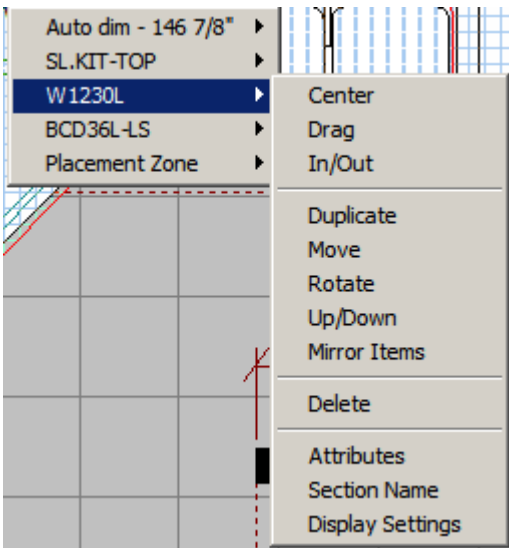 Auto dim - 146 7/8"
SL.KIT-TOP
W1230L
BCD36L-LS
Placement Zone
Center
Drag
In/Out
Duplicate
Move
Rotate
Up/Down
Mirror Items
Delete
Attributes
Section Name
Display Settings